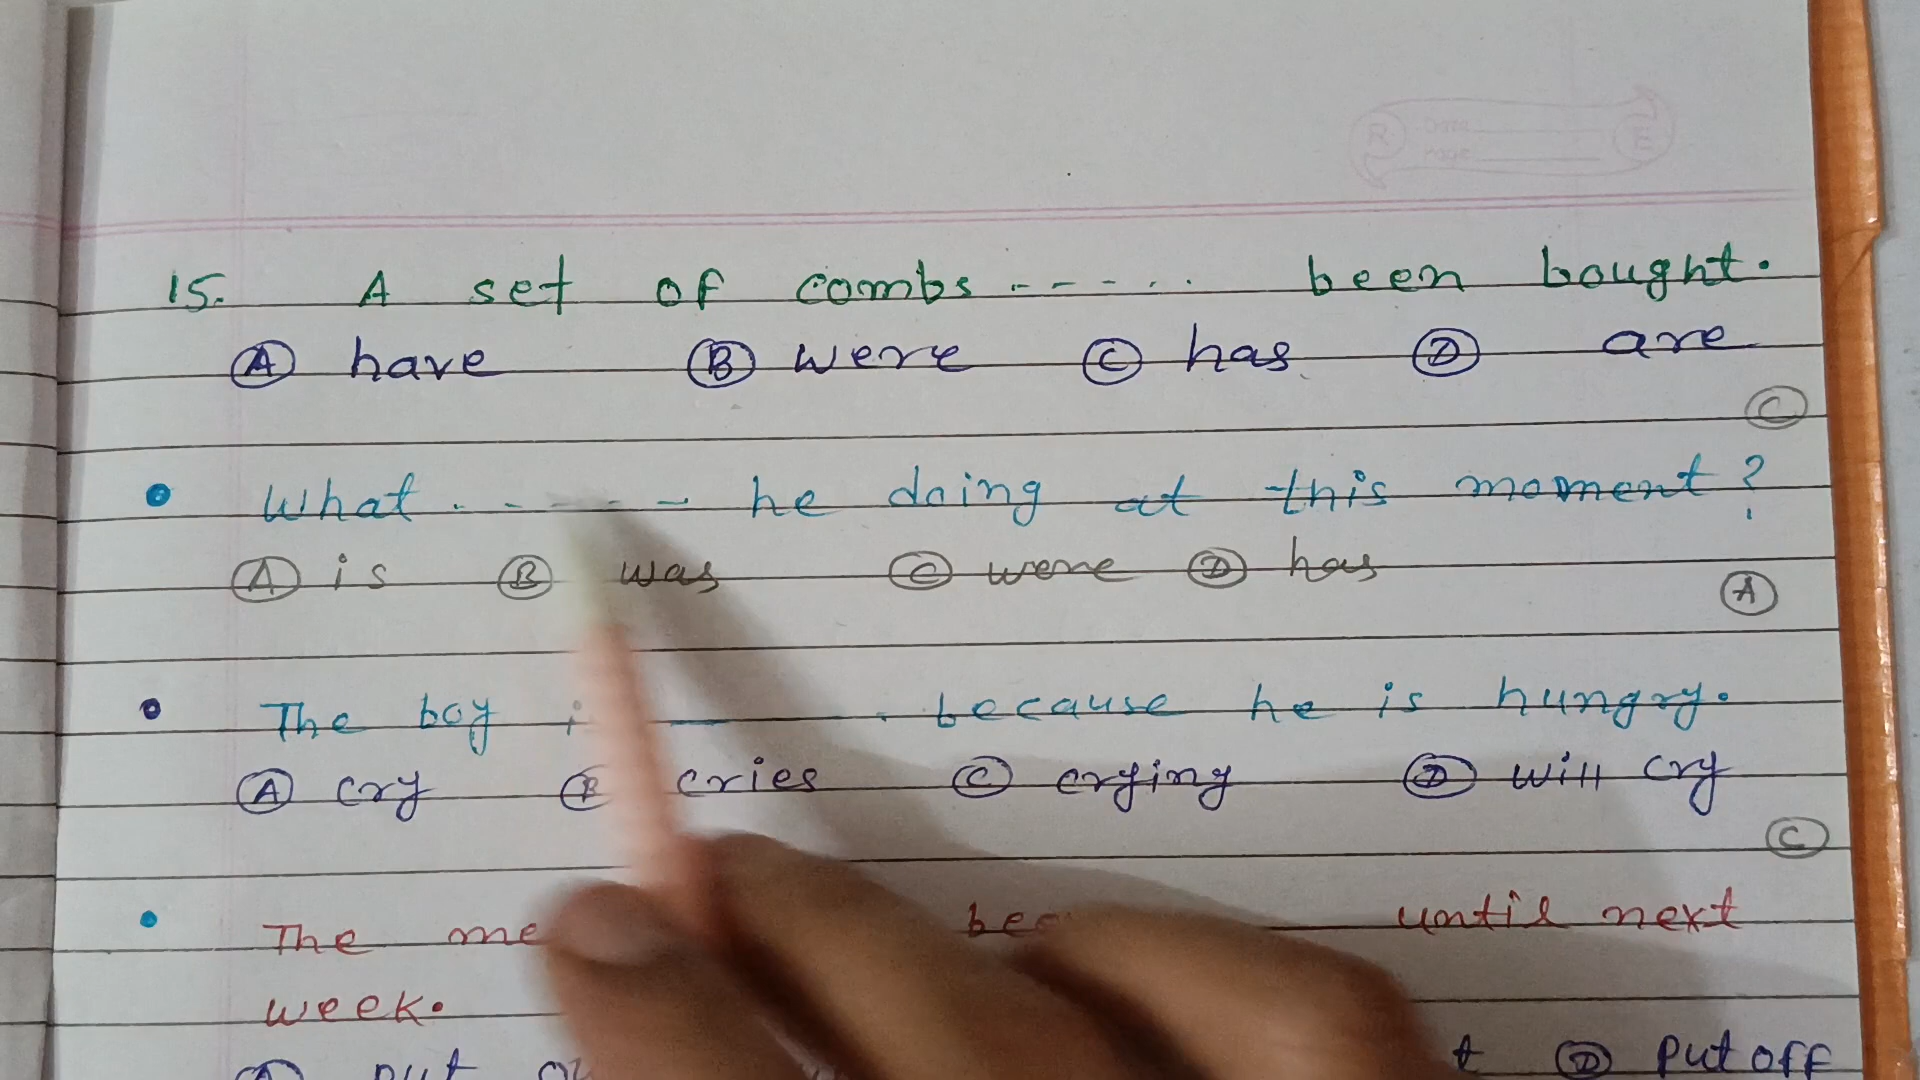 15. A set of combs ------ been bought.
(A) have (B) were (C) has (D) are
(C)
• What ------ he doing at this moment?
(A) is (B) was (C) were (D) has
(A)
• The boy because he is hungry.
(A) cry (B) cries (C) crying (D) will cry
(C)
• The until next
week.
(A) put (D) put off